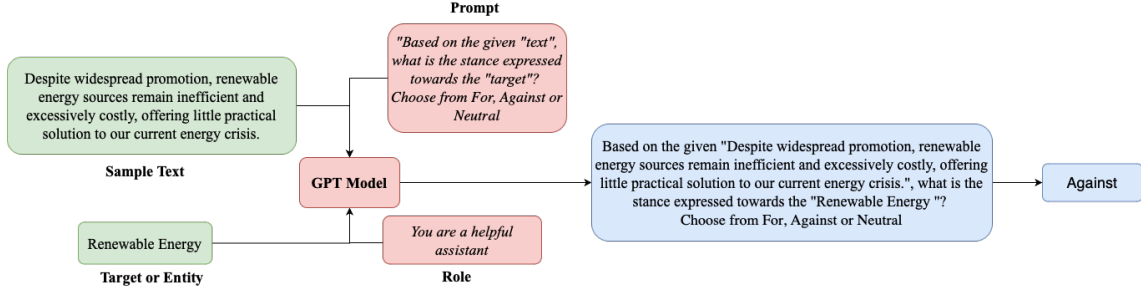 Prompt
"Based on the given "text",
what is the stance expressed
towards the "target"?
Choose from For, Against or
Neutral
Despite widespread promotion, renewable
energy sources remain inefficient and
excessively costly, offering little practical
solution to our current energy crisis.
Sample Text
GPT Model
Based on the given "Despite widespread promotion, renewable
energy sources remain inefficient and excessively costly, offering
little practical solution to our current energy crisis.", what is the
stance expressed towards the "Renewable Energy "?
Choose from For, Against or Neutral
Against
Renewable Energy
Target or Entity
You are a helpful
assistant
Role